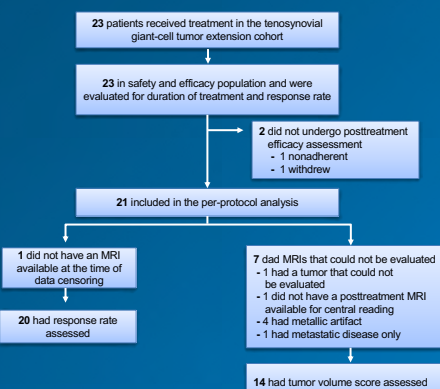 23 patients received treatment in the tenosynovial
giant-cell tumor extension cohort
23 in safety and efficacy population and were
evaluated for duration of treatment and response rate
2 did not undergo posttreatment
efficacy assessment
- 1 nonadherent
- 1 withdrew
21 included in the per-protocol analysis
1 did not have an MRI
available at the time of
data censoring
20 had response rate
assessed
7 dad MRIs that could not be evaluated
- 1 had a tumor that could not
be evaluated
- 1 did not have a posttreatment MRI
available for central reading
- 4 had metallic artifact
- 1 had metastatic disease only
14 had tumor volume score assessed